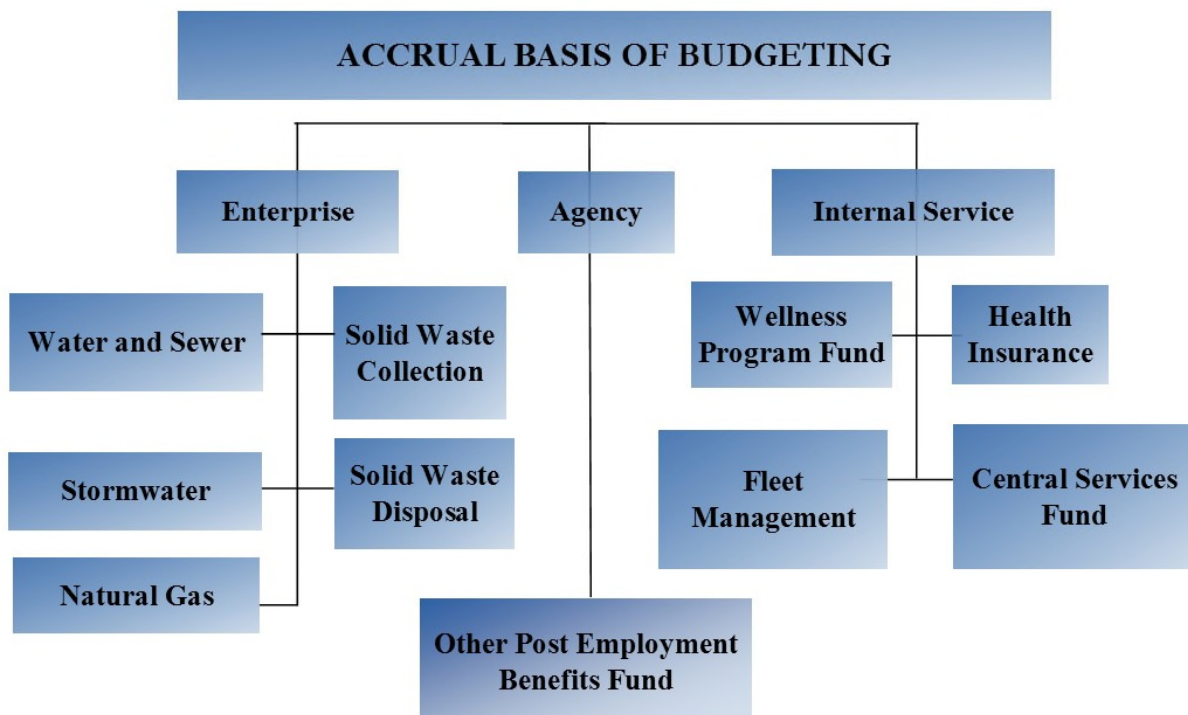 ACCRUAL BASIS OF BUDGETING
Enterprise
Agency
Internal Service
Water and Sewer
Solid Waste
Collection
Wellness
Program Fund
Health
Insurance
Stormwater
Solid Waste
Disposal
Fleet
Management
Central Services
Fund
Natural Gas
Other Post Employment
Benefits Fund